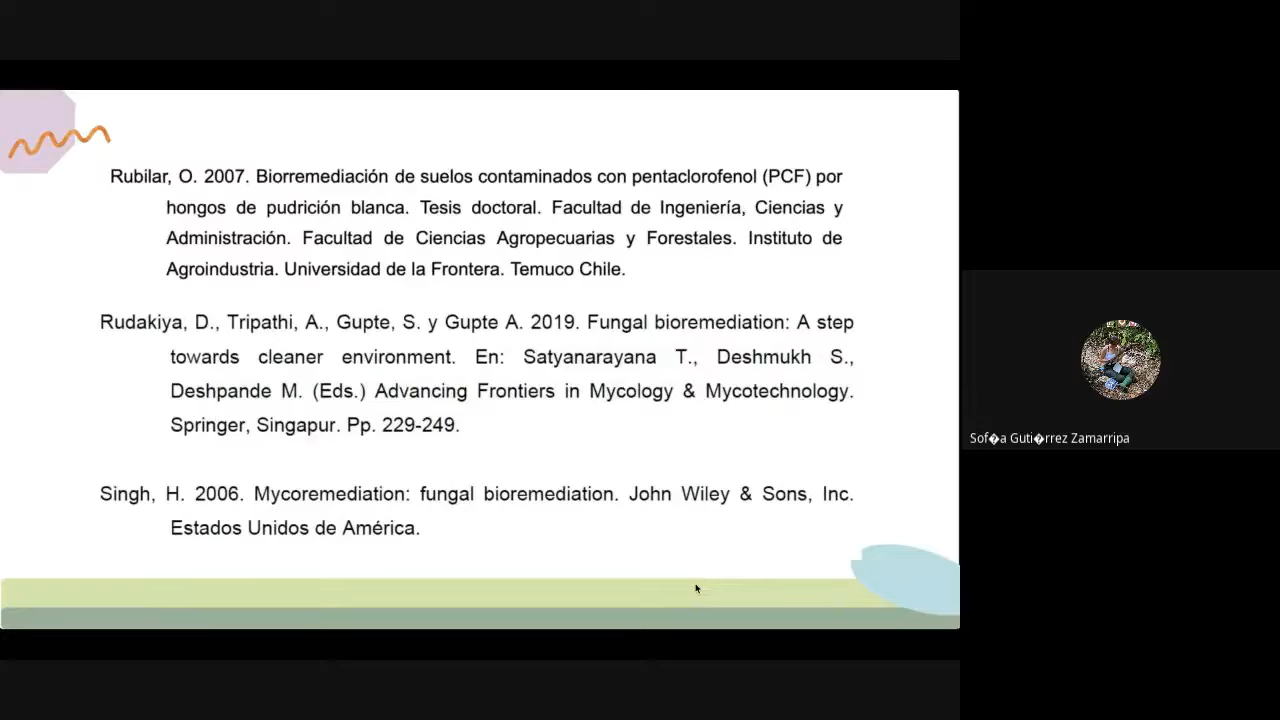 Rubilar, O. 2007. Biorremediación de suelos contaminados con pentaclorofenol (PCF) por
hongos de pudrición blanca. Tesis doctoral. Facultad de Ingeniería, Ciencias y
Administración. Facultad de Ciencias Agropecuarias y Forestales. Instituto de
Agroindustria. Universidad de la Frontera. Temuco Chile.
Rudakiya, D., Tripathi, A., Gupte, S. y Gupte A. 2019. Fungal bioremediation: A step
towards cleaner environment. En: Satyanarayana T., Deshmukh S.,
Deshpande M. (Eds.) Advancing Frontiers in Mycology & Mycotechnology.
Springer, Singapur. Pp. 229-249.
Singh, H. 2006. Mycoremediation: fungal bioremediation. John Wiley & Sons, Inc.
Estados Unidos de América.
Sof�a Guti�rrez Zamarripa